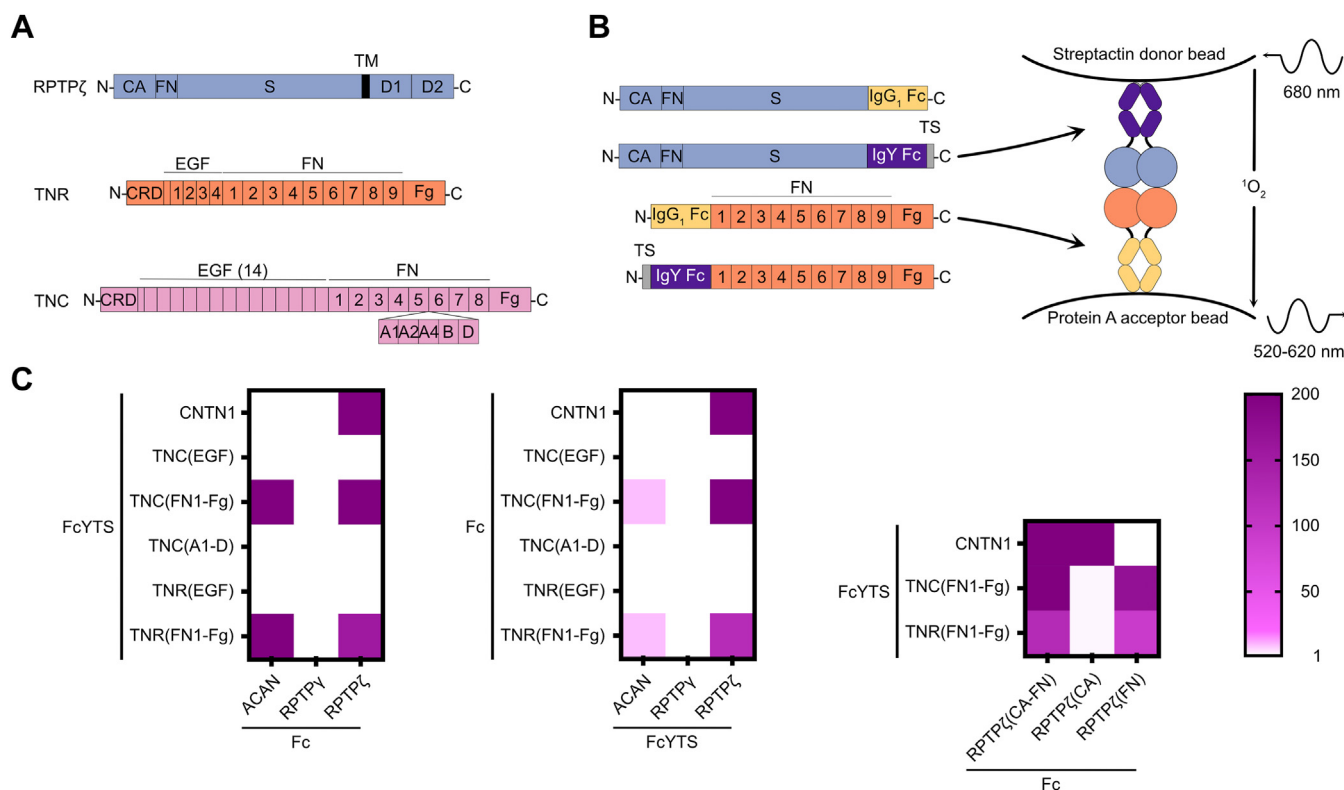 A
TM
RPTPζ
N-
CA
FN
S
D1
D2
-C
EGF
FN
TNR
N-
CRD
1
2
3
4
1
2
3
4
5
6
7
8
9
Fg
-C
EGF (14)
FN
TNC
N-
CRD
1
2
3
4
5
6
7
8
Fg
-C
A1
A2
A4
B
D
B
N-
CA
FN
S
IgG1 Fc
-C
TS
N-
CA
FN
S
IgY Fc
-C
FN
N-
IgG1 Fc
1
2
3
4
5
6
7
8
9
Fg
-C
TS
N-
IgY Fc
1
2
3
4
5
6
7
8
9
Fg
-C
Streptactin donor bead
680 nm
1O2
Protein A acceptor bead
520-620 nm
C
FcYTS
CNTN1
TNC(EGF)
TNC(FN1-Fg)
TNC(A1-D)
TNR(EGF)
TNR(FN1-Fg)
ACAN
RPTPγ
RPTPζ
Fc
Fc
CNTN1
TNC(EGF)
TNC(FN1-Fg)
TNC(A1-D)
TNR(EGF)
TNR(FN1-Fg)
ACAN
RPTPγ
RPTPζ
FcYTS
FcYTS
CNTN1
TNC(FN1-Fg)
TNR(FN1-Fg)
RPTPζ(CA-FN)
RPTPζ(CA)
RPTPζ(FN)
Fc
200
150
100
50
1